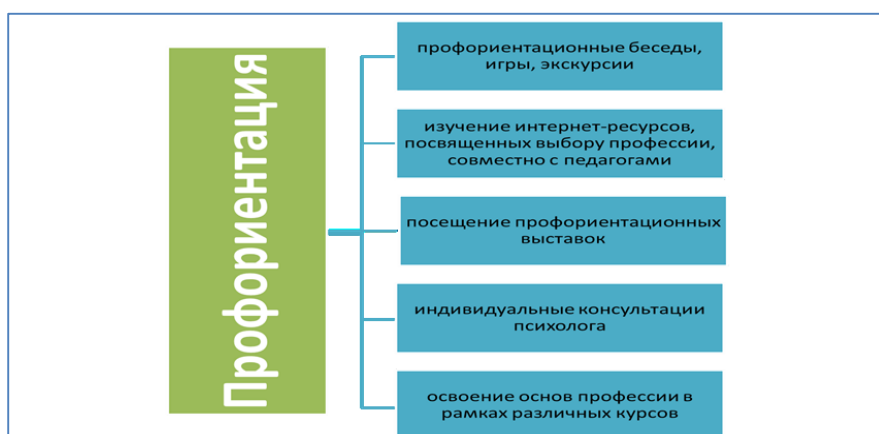 Профориентация
профориентационные беседы,
игры, экскурсии
изучение интернет-ресурсов,
посвященных выбору профессии,
совместно с педагогами
посещение профориентационных
выставок
индивидуальные консультации
психолога
освоение основ профессии в
рамках различных курсов